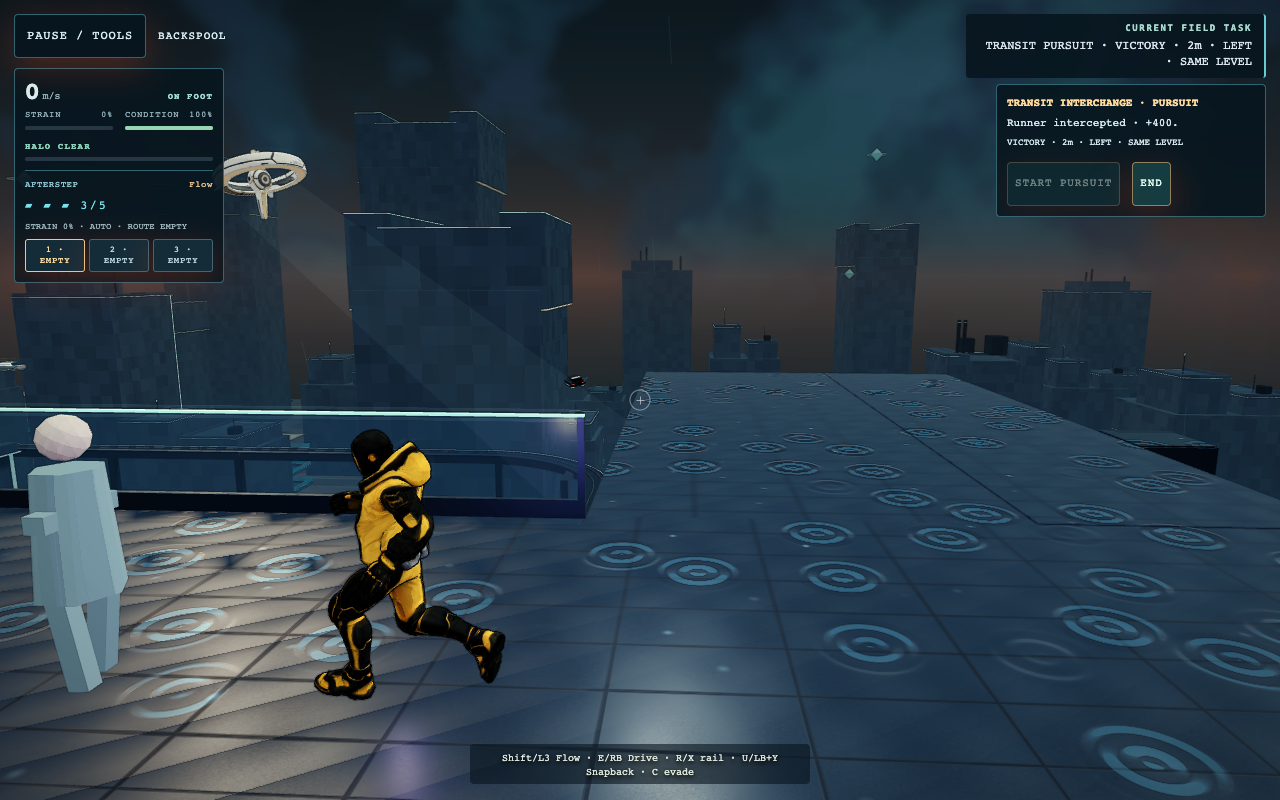 PAUSE / TOOLS
BACKSPOOL
0 m/s
ON FOOT
STRAIN 0%
CONDITION 100%
HALO CLEAR
AFTERSTEP
Flow
3/5
STRAIN 0% · AUTO · ROUTE EMPTY
1 ·
EMPTY
2 ·
EMPTY
3 ·
EMPTY
CURRENT FIELD TASK
TRANSIT PURSUIT · VICTORY · 2m · LEFT
· SAME LEVEL
TRANSIT INTERCHANGE · PURSUIT
Runner intercepted · +400.
VICTORY · 2m · LEFT · SAME LEVEL
START PURSUIT
END
Shift/L3 Flow · E/RB Drive · R/X rail · U/LB+Y
Snapback · C evade